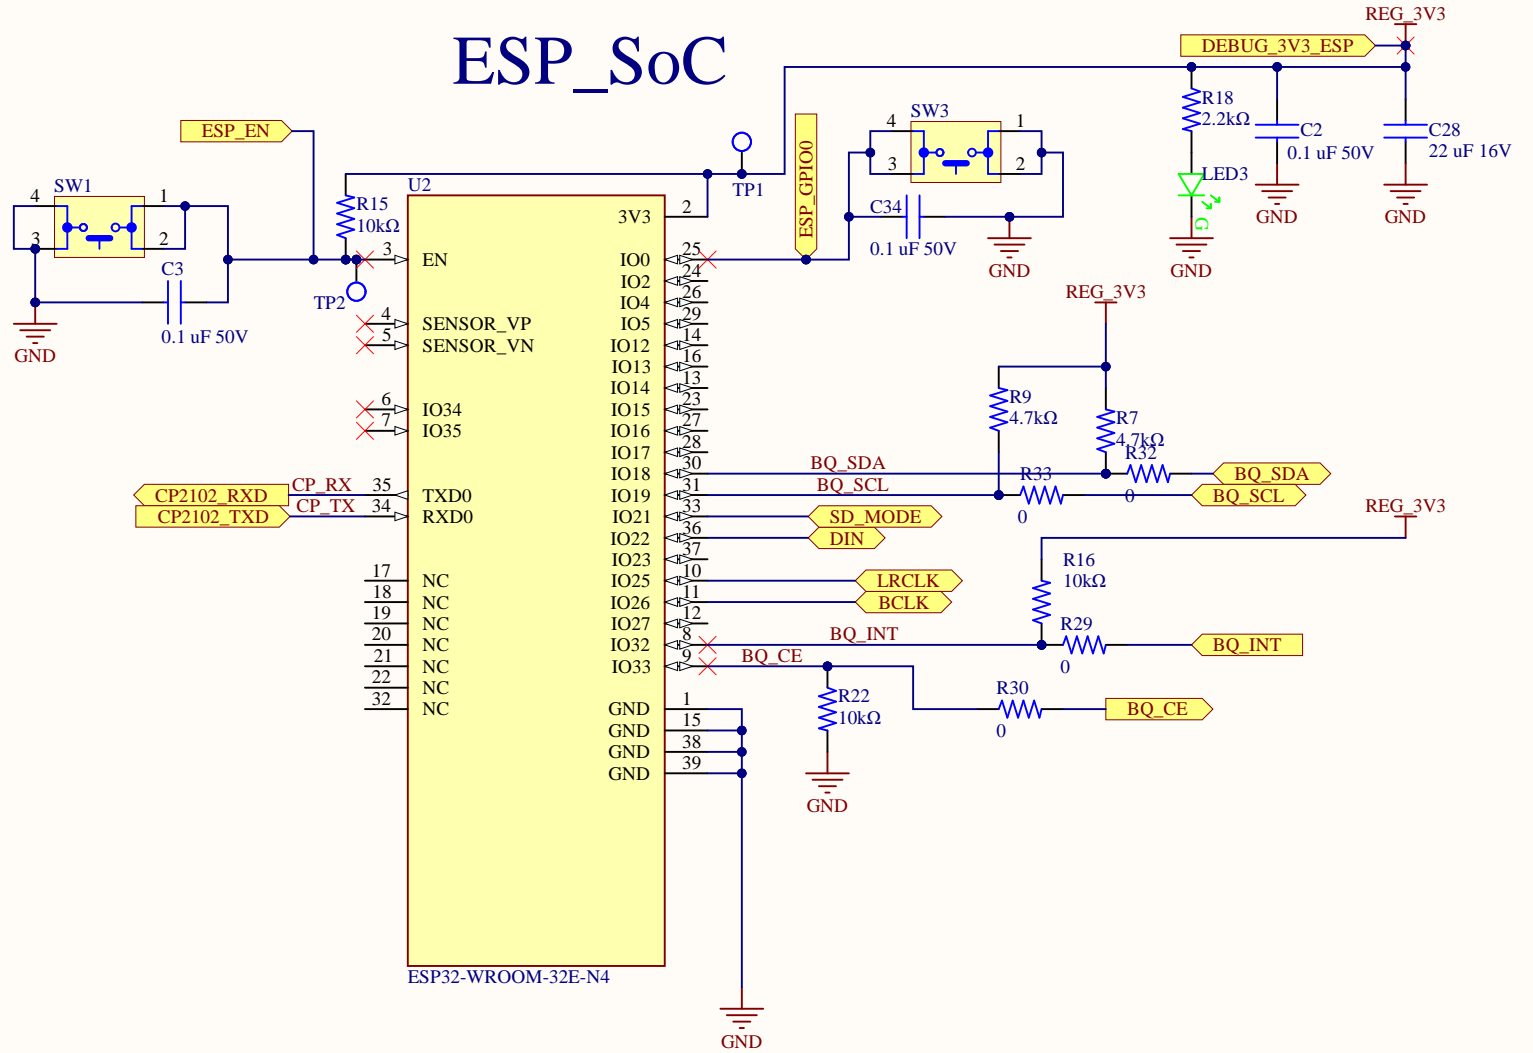 ESP_SoC
REG_3V3
DEBUG_3V3_ESP
R18
2.2kΩ
C2
0.1 uF 50V
C28
22 uF 16V
LED3
G
GND
GND
GND
ESP_EN
SW1
4
1
3
2
C3
0.1 uF 50V
GND
R15
10kΩ
TP2
TP1
ESP_GPIO0
SW3
4
1
3
2
C34
0.1 uF 50V
GND
U2
3V3
2
3
EN
IO0
25
IO2
24
IO4
26
4
SENSOR_VP
IO5
29
5
SENSOR_VN
IO12
14
IO13
16
IO14
13
6
IO34
IO15
23
7
IO35
IO16
27
IO17
28
IO18
30
BQ_SDA
CP2102_RXD
CP_RX
35
TXD0
IO19
31
BQ_SCL
CP2102_TXD
CP_TX
34
RXD0
IO21
33
SD_MODE
IO22
36
DIN
IO23
37
17
NC
IO25
10
LRCLK
18
NC
IO26
11
BCLK
19
NC
IO27
12
20
NC
IO32
8
BQ_INT
21
NC
IO33
9
BQ_CE
22
NC
32
NC
GND
1
GND
15
GND
38
GND
39
ESP32-WROOM-32E-N4
GND
REG_3V3
R9
4.7kΩ
R7
4.7kΩ
R32
0
BQ_SDA
R33
0
BQ_SCL
REG_3V3
R16
10kΩ
R29
0
BQ_INT
R22
10kΩ
GND
R30
0
BQ_CE